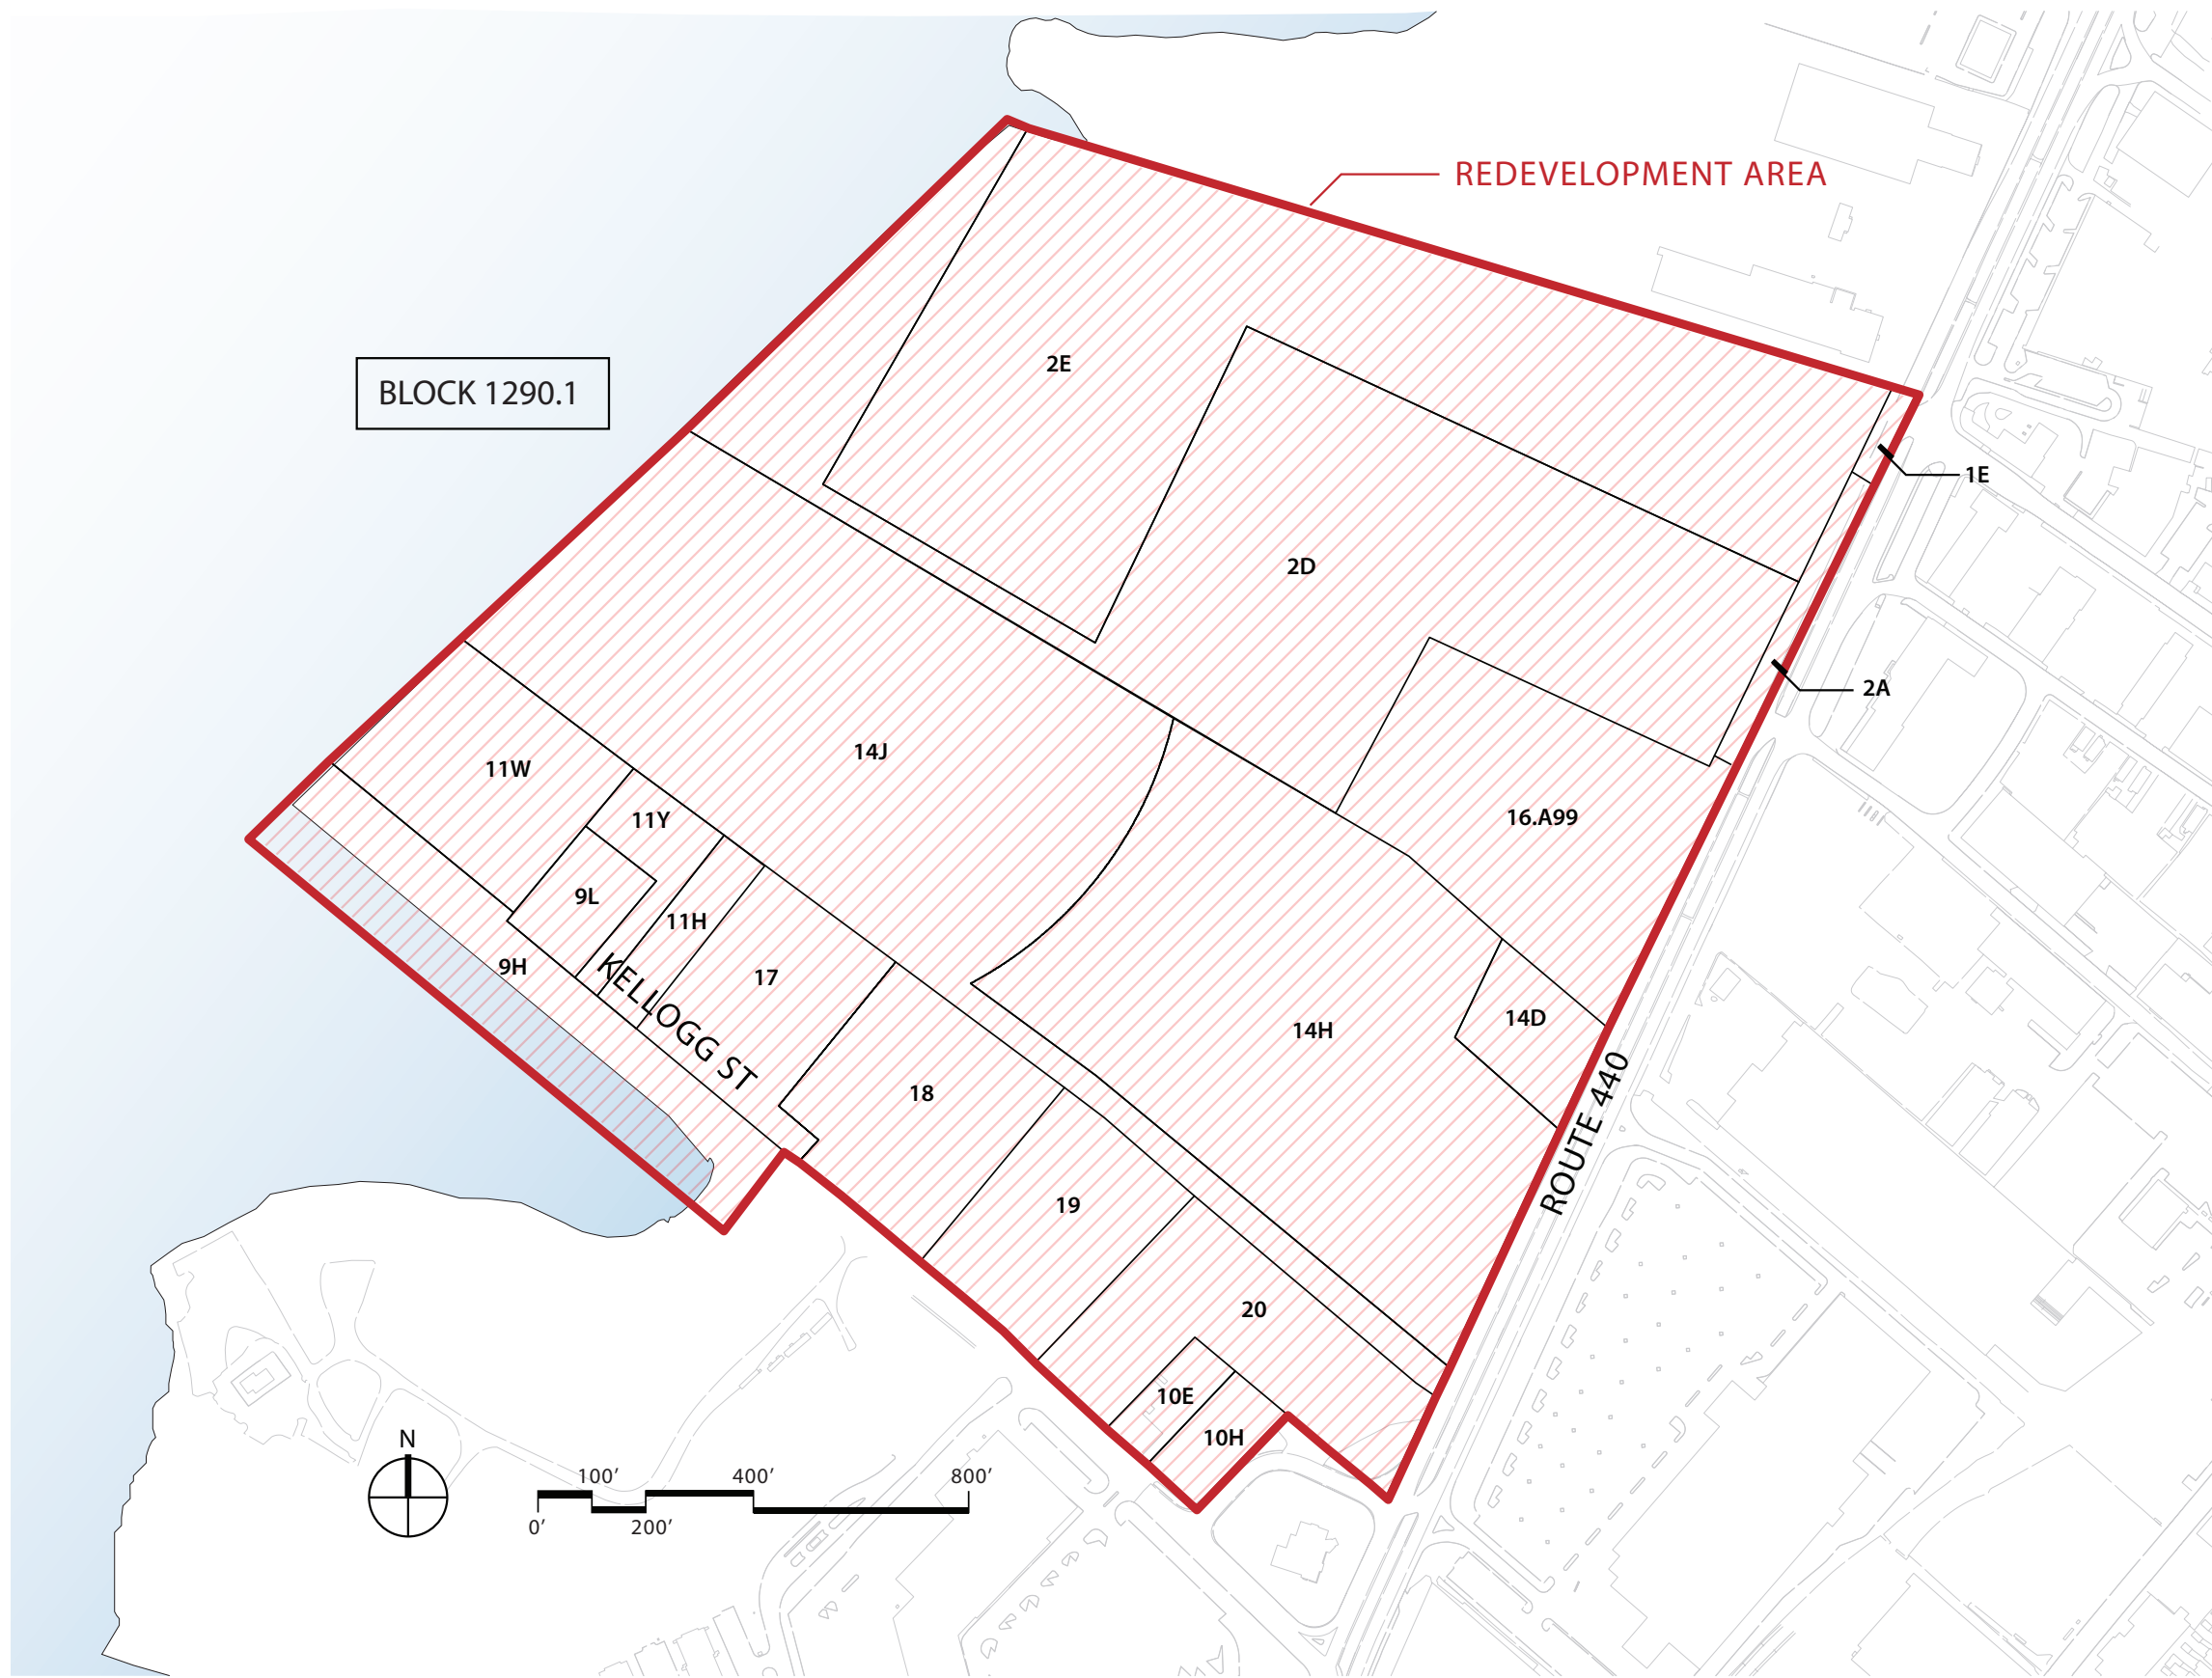 REDEVELOPMENT AREA
BLOCK 1290.1
2E
1E
2D
2A
14J
11W
11Y
16.A99
9L
11H
9H
KELLOGG ST
17
14D
14H
18
ROUTE 440
19
20
10E
10H
N
100’
400’
800’
0’
200’